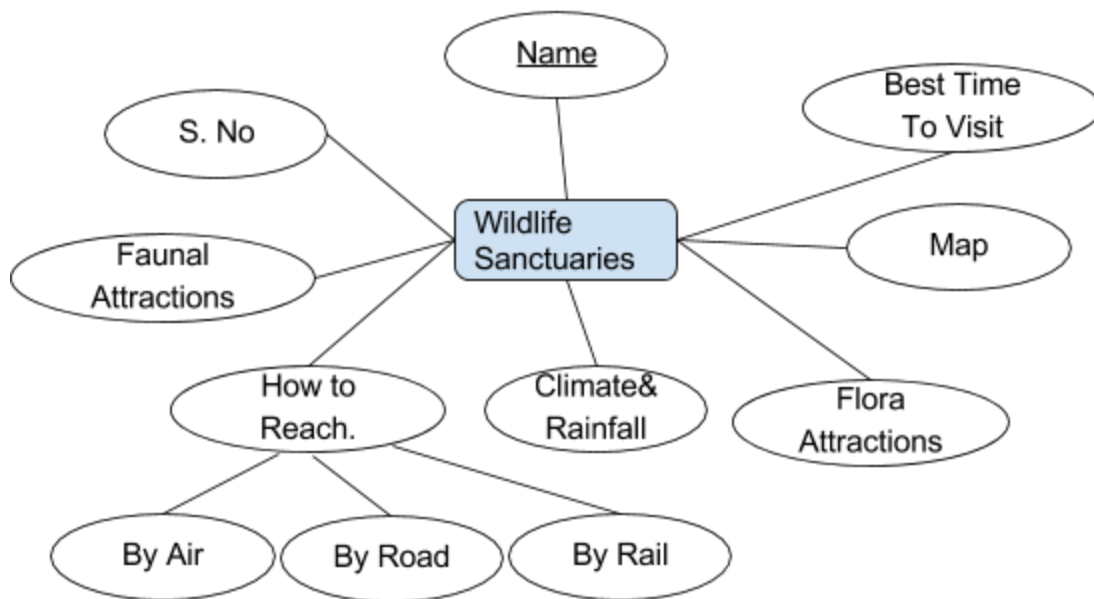 Name
Best Time
To Visit
S. No
Wildlife
Sanctuaries
Map
Faunal
Attractions
How to
Reach.
Climate&
Rainfall
Flora
Attractions
By Air
By Road
By Rail